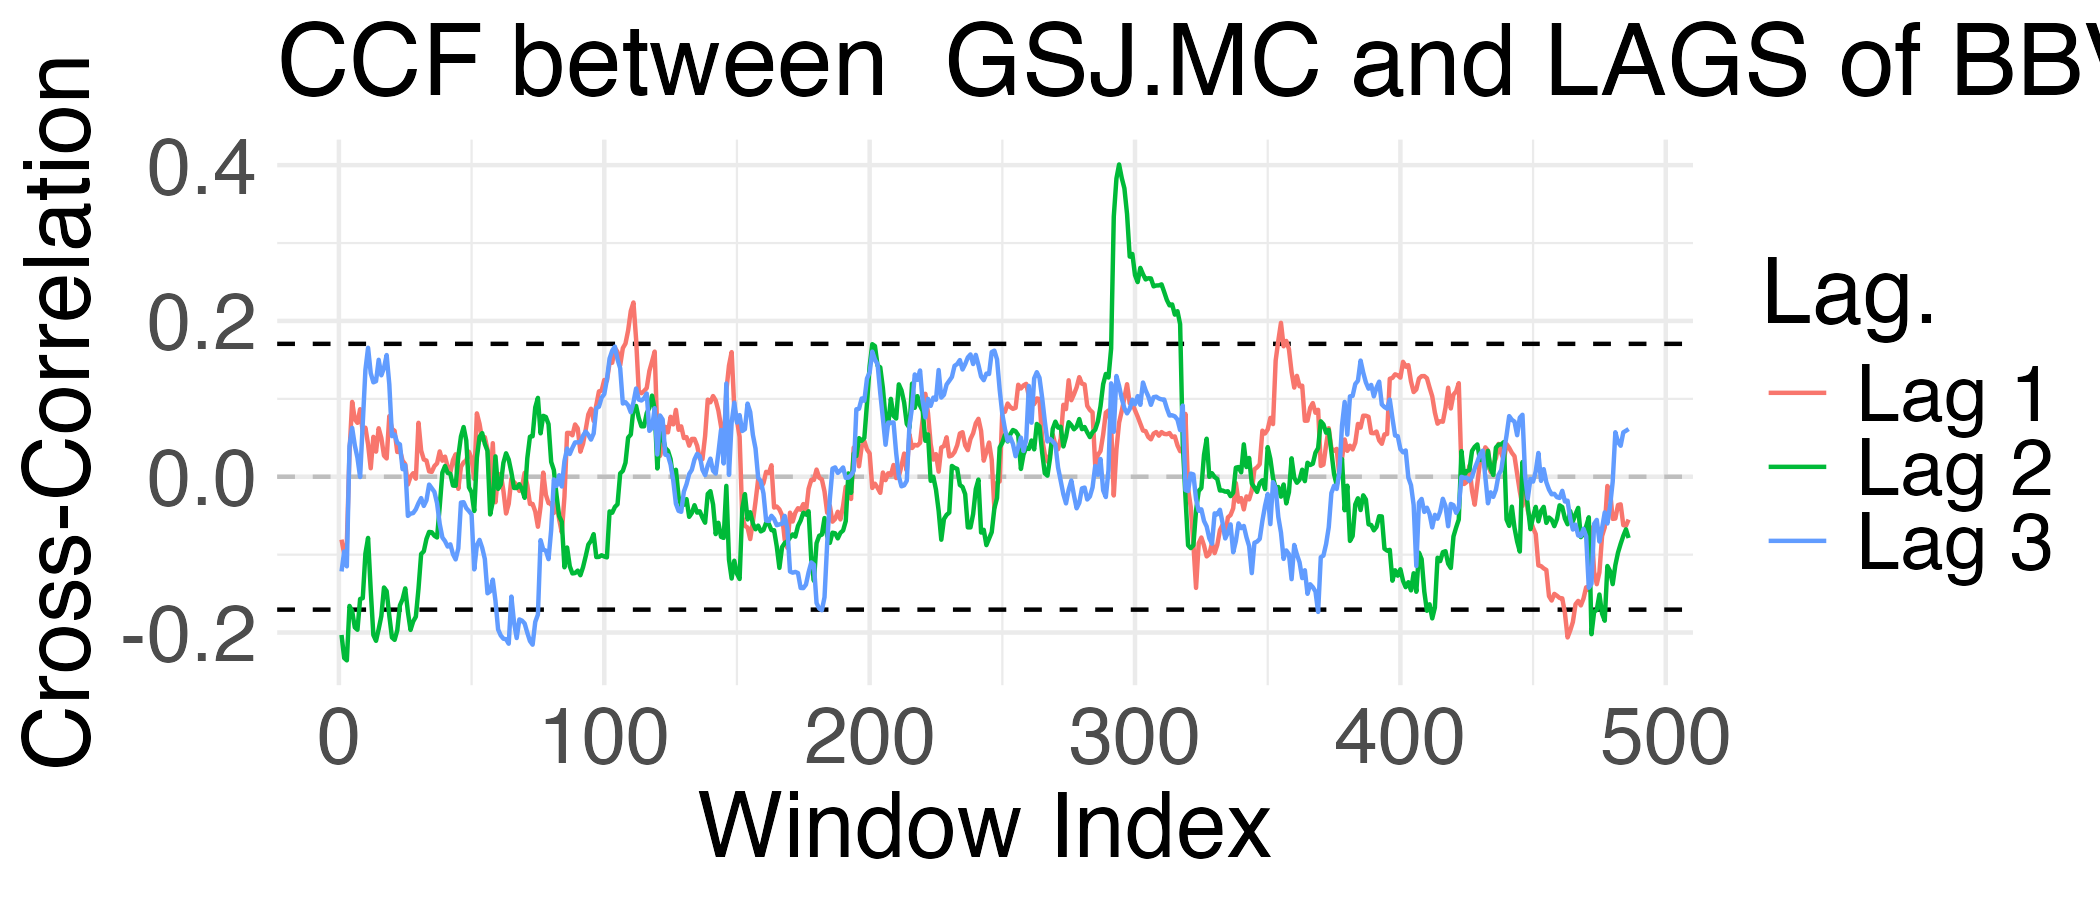 CCF between  GSJ.MC and LAGS of BBV
Cross-Correlation
0.4
0.2
0.0
-0.2
0
100
200
300
400
500
Window Index
Lag.
Lag 1
Lag 2
Lag 3